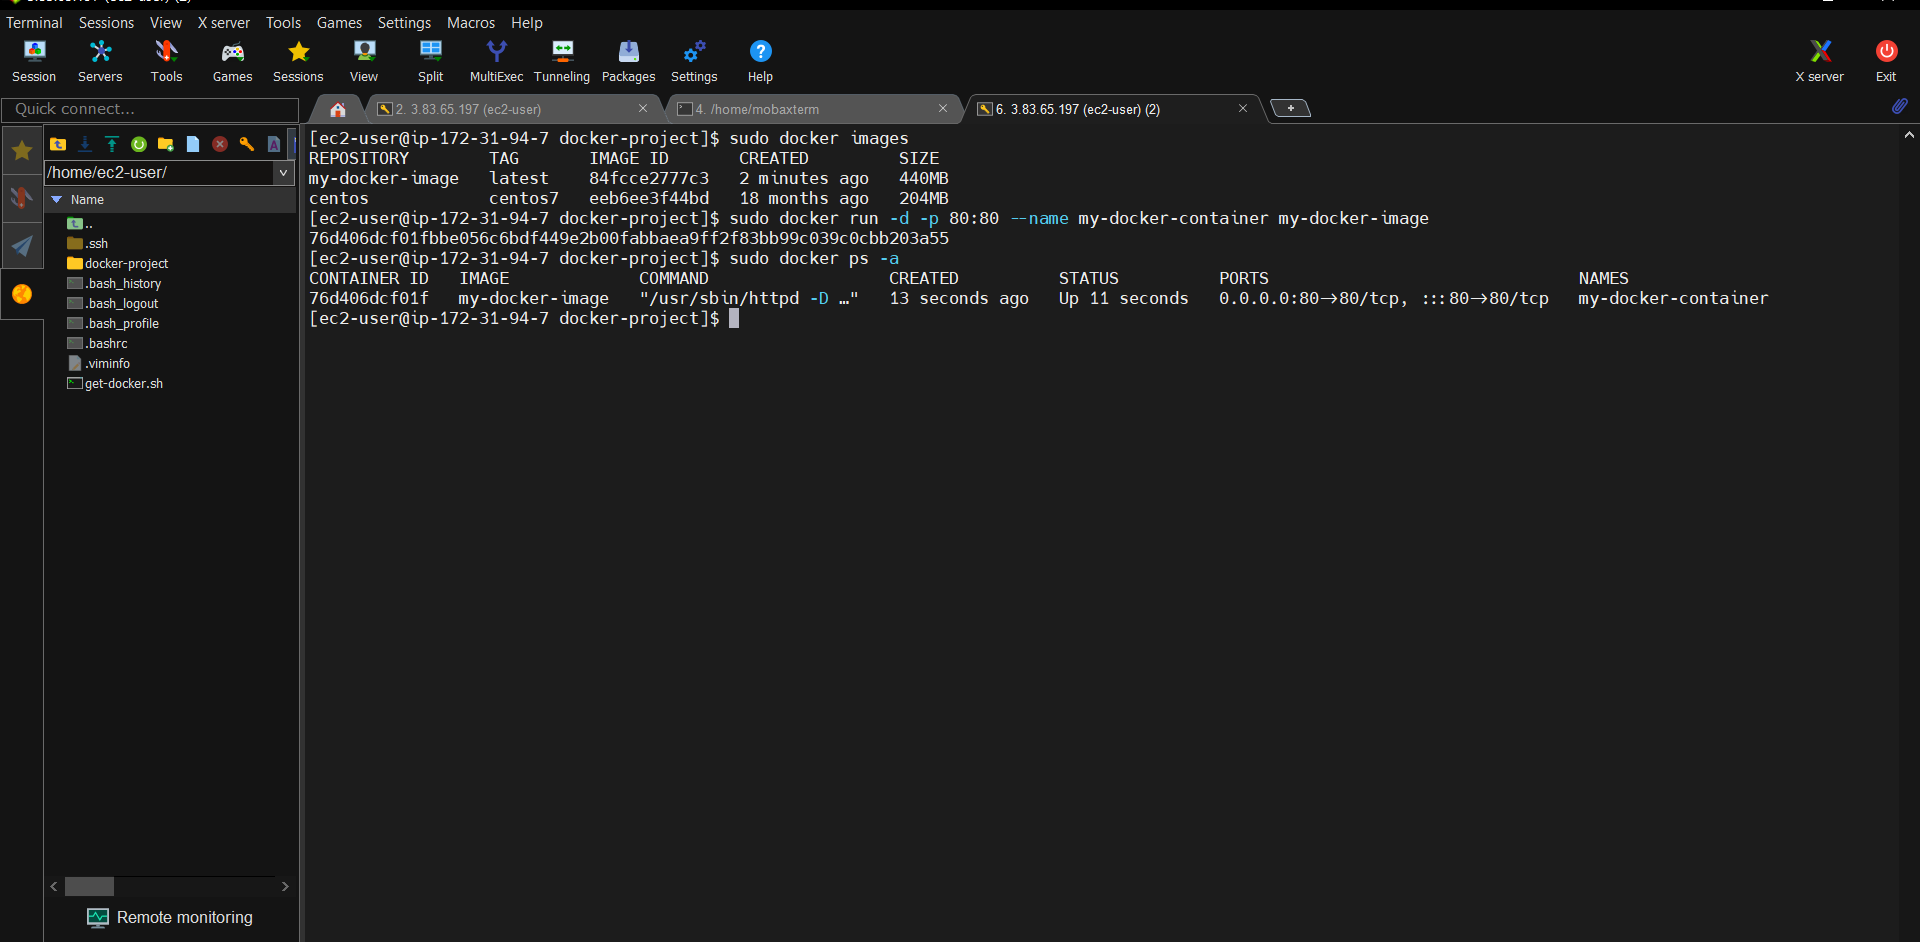 Terminal Sessions View X server Tools Games Settings Macros Help
Session Servers Tools Games Sessions View Split MultiExec Tunneling Packages Settings Help X server Exit
Quick connect...
2. 3.83.65.197 (ec2-user)
4. /home/mobaxterm
6. 3.83.65.197 (ec2-user) (2)
/home/ec2-user/
Name
..
.ssh
docker-project
.bash_history
.bash_logout
.bash_profile
.bashrc
.viminfo
get-docker.sh
Remote monitoring
[ec2-user@ip-172-31-94-7 docker-project]$ sudo docker images
REPOSITORY TAG IMAGE ID CREATED SIZE
my-docker-image latest 84fcce2777c3 2 minutes ago 440MB
centos centos7 eeb6ee3f44bd 18 months ago 204MB
[ec2-user@ip-172-31-94-7 docker-project]$ sudo docker run -d -p 80:80 --name my-docker-container my-docker-image
76d406dcf01fbbe056c6bdf449e2b00fabbaea9ff2f83bb99c039c0cbb203a55
[ec2-user@ip-172-31-94-7 docker-project]$ sudo docker ps -a
CONTAINER ID IMAGE COMMAND CREATED STATUS PORTS NAMES
76d406dcf01f my-docker-image "/usr/sbin/httpd -D …" 13 seconds ago Up 11 seconds 0.0.0.0:80->80/tcp, :::80->80/tcp my-docker-container
[ec2-user@ip-172-31-94-7 docker-project]$